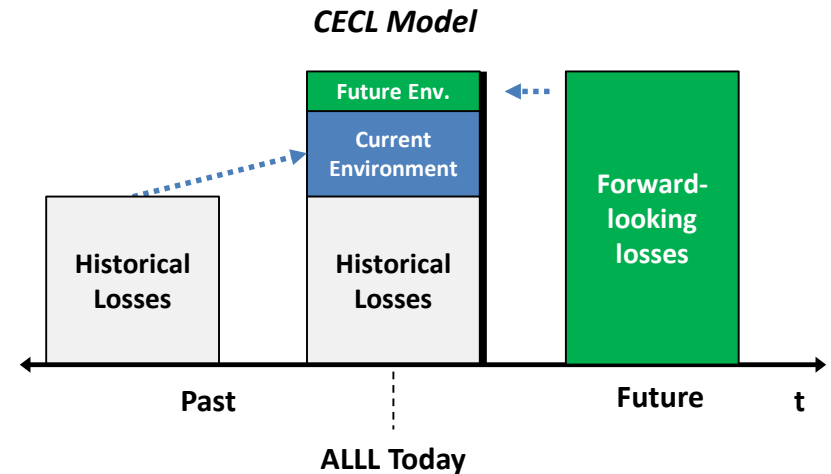 CECL Model
Future Env.
Current
Environment
Historical
Losses
Historical
Losses
Forward-
looking
losses
Past
Future
t
ALLL Today